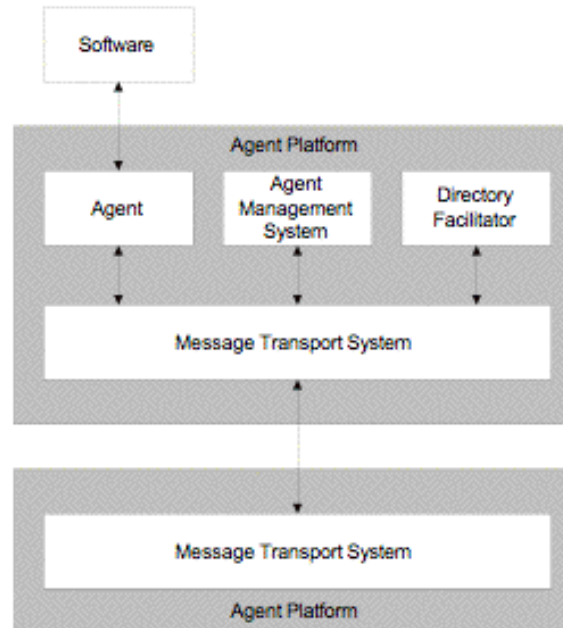 Software
Agent Platform
Agent
Agent
Management
System
Directory
Facilitator
Message Transport System
Message Transport System
Agent Platform